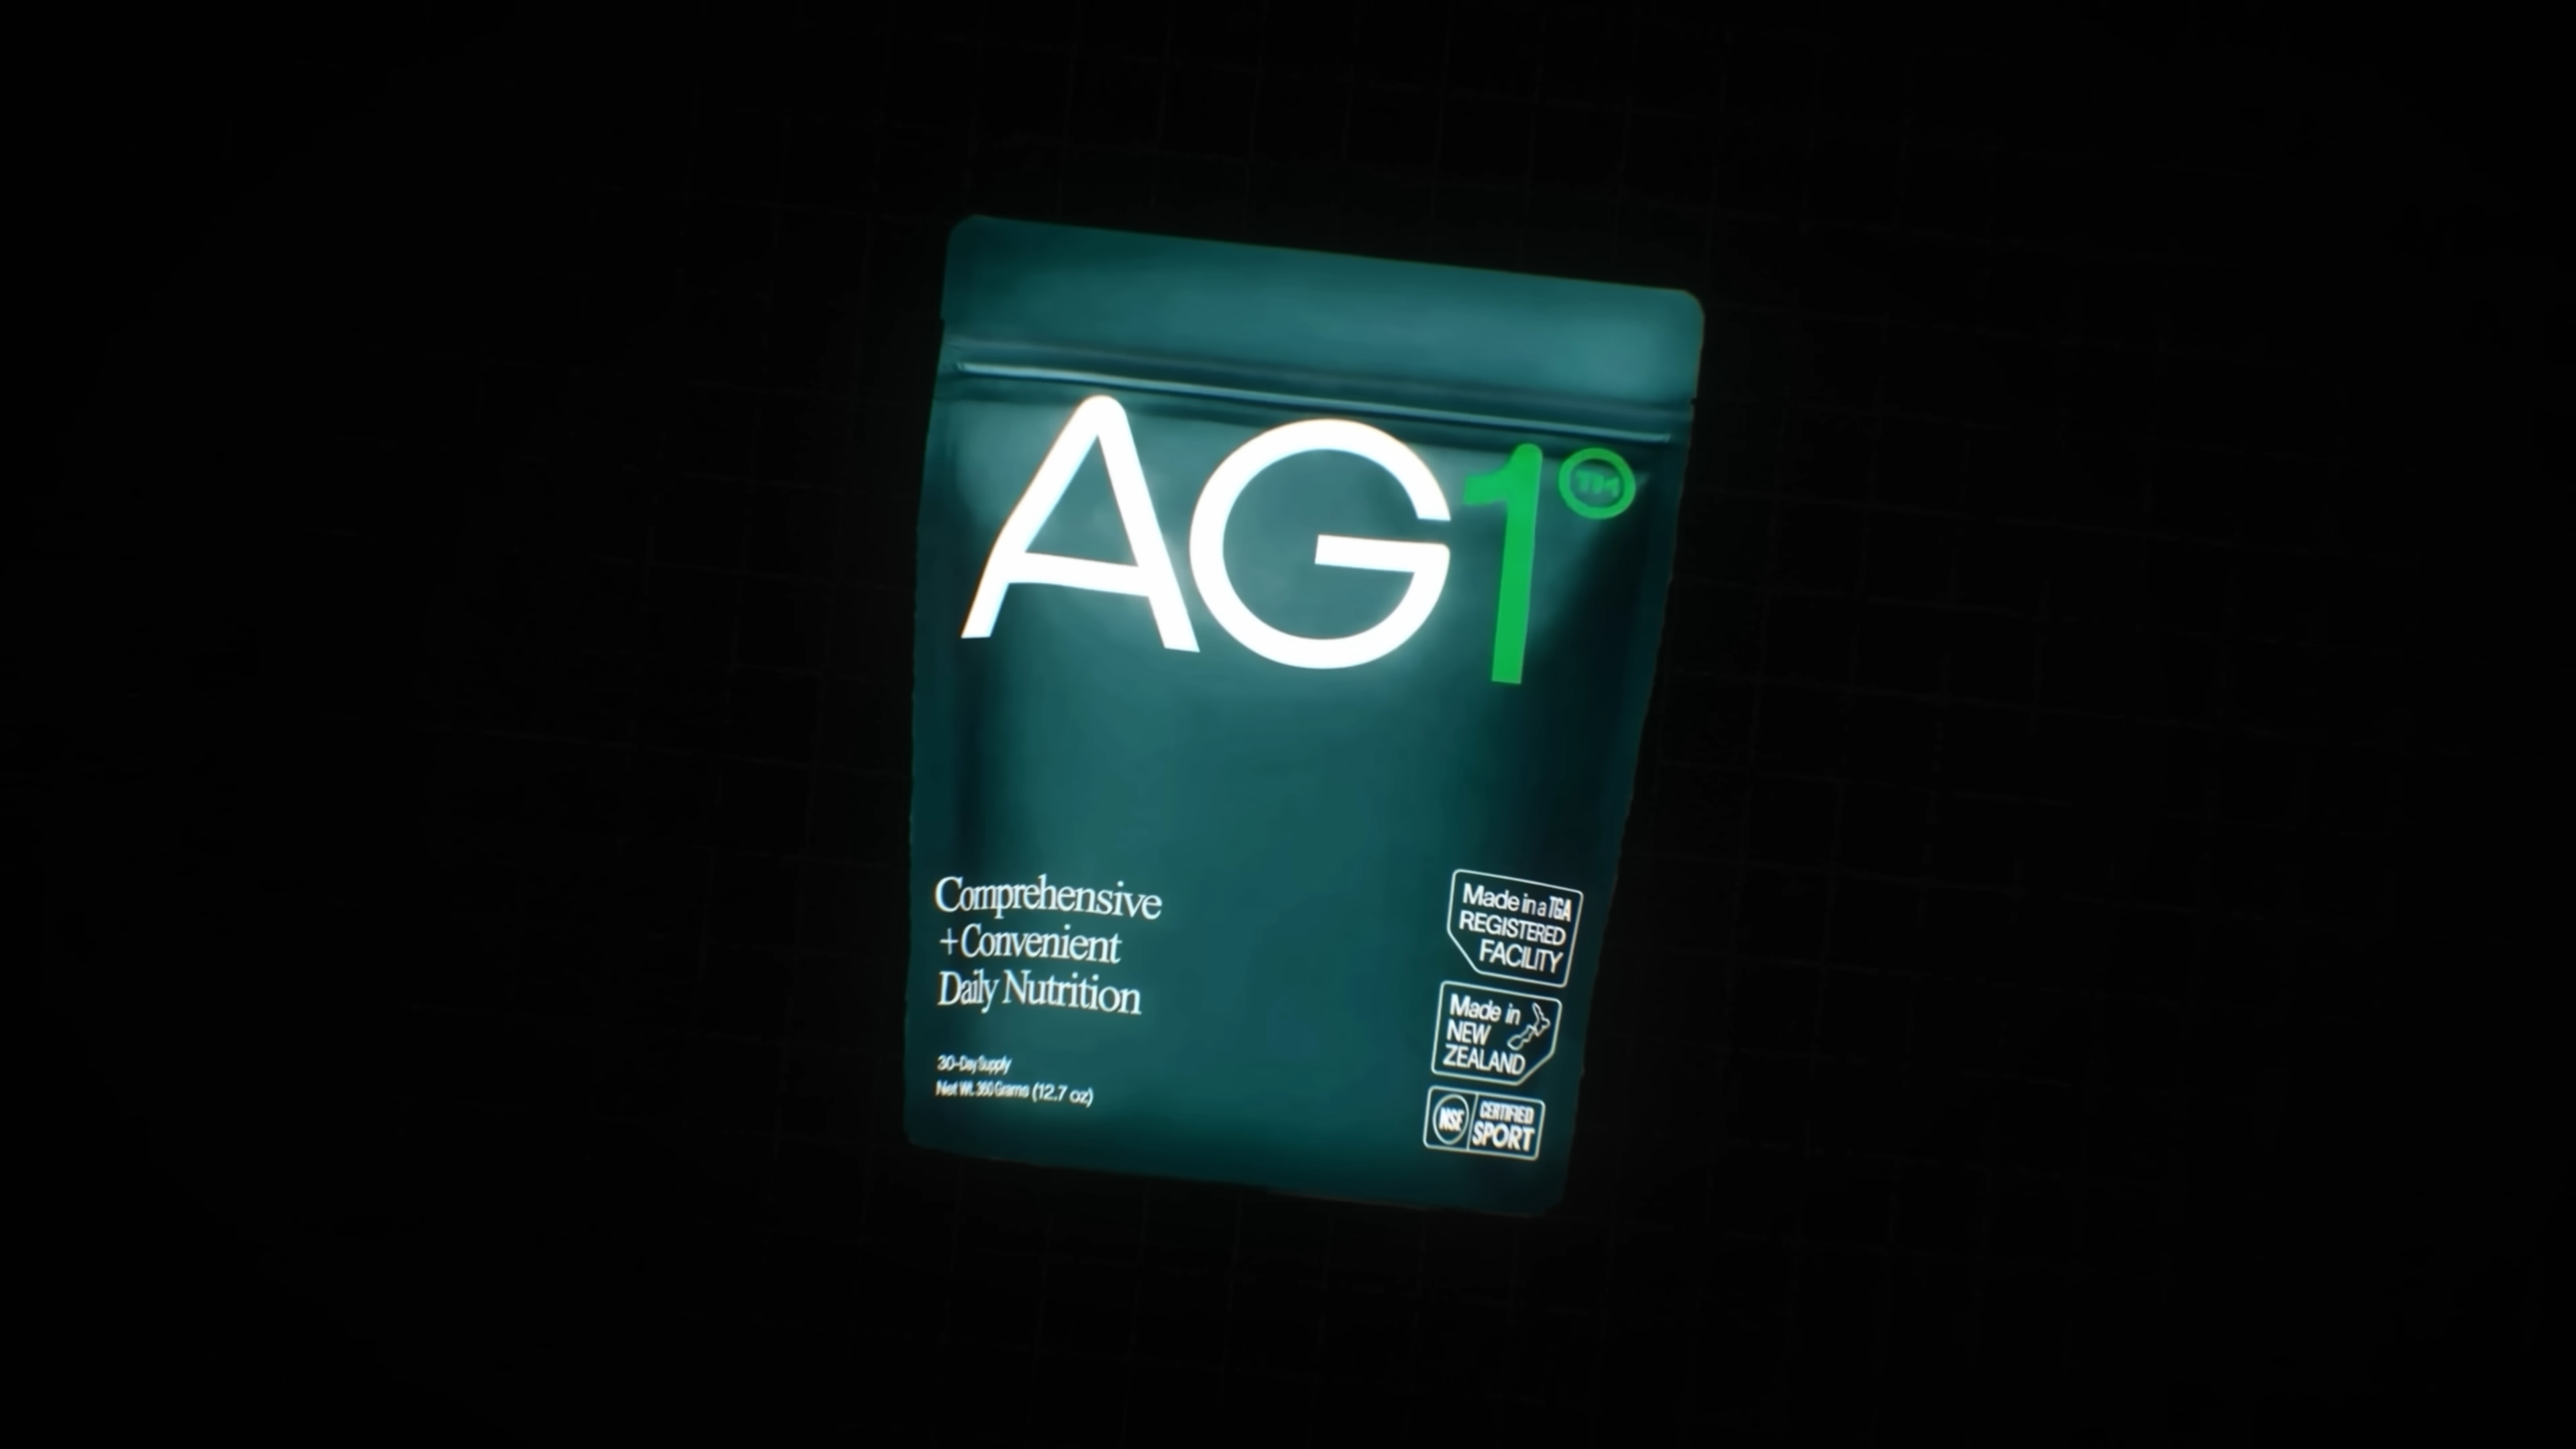 AG1
TM
Comprehensive
+Convenient
Daily Nutrition
30-Day Supply
Net Wt. 360 Grams (12.7 oz)
Made in a TGA
REGISTERED
FACILITY
Made in
NEW
ZEALAND
NSF
CERTIFIED
SPORT